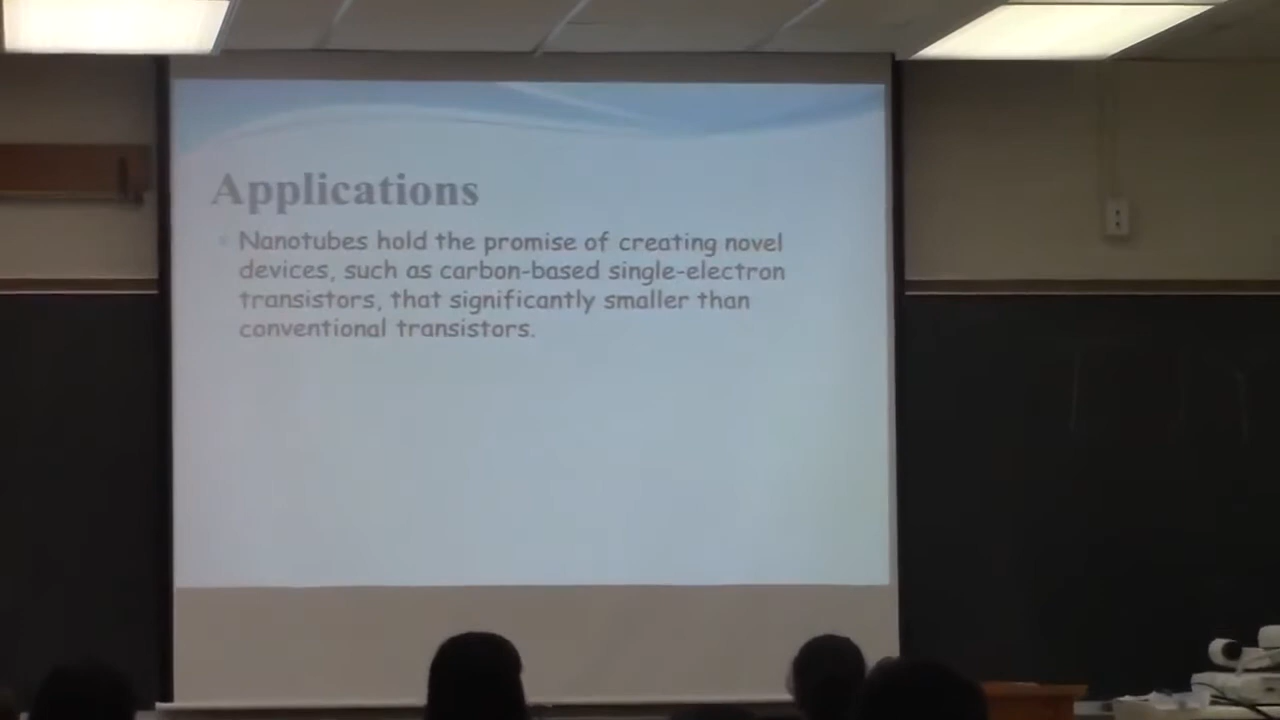 Applications
Nanotubes hold the promise of creating novel
devices, such as carbon-based single-electron
transistors, that significantly smaller than
conventional transistors.